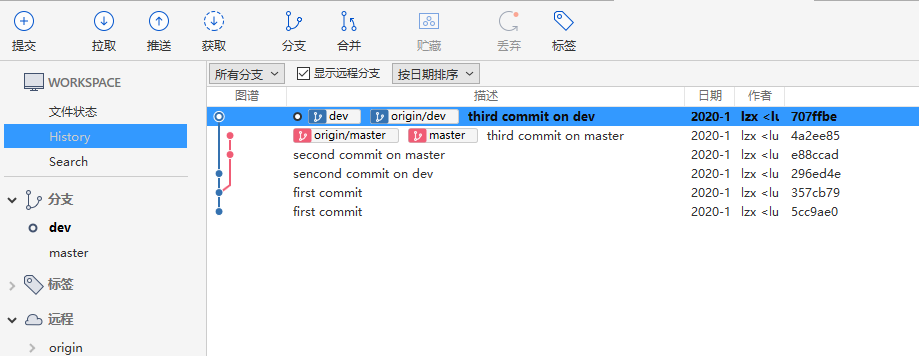 提交 拉取 推送 获取 分支 合并 贮藏 丢弃 标签
WORKSPACE
文件状态
History
Search
分支
dev
master
标签
远程
origin
所有分支 显示远程分支 按日期排序
图谱 描述 日期 作者
dev origin/dev third commit on dev 2020-1 lzx <lu 707ffbe
origin/master master third commit on master 2020-1 lzx <lu 4a2ee85
second commit on master 2020-1 lzx <lu e88ccad
sencond commit on dev 2020-1 lzx <lu 296ed4e
first commit 2020-1 lzx <lu 357cb79
first commit 2020-1 lzx <lu 5cc9ae0